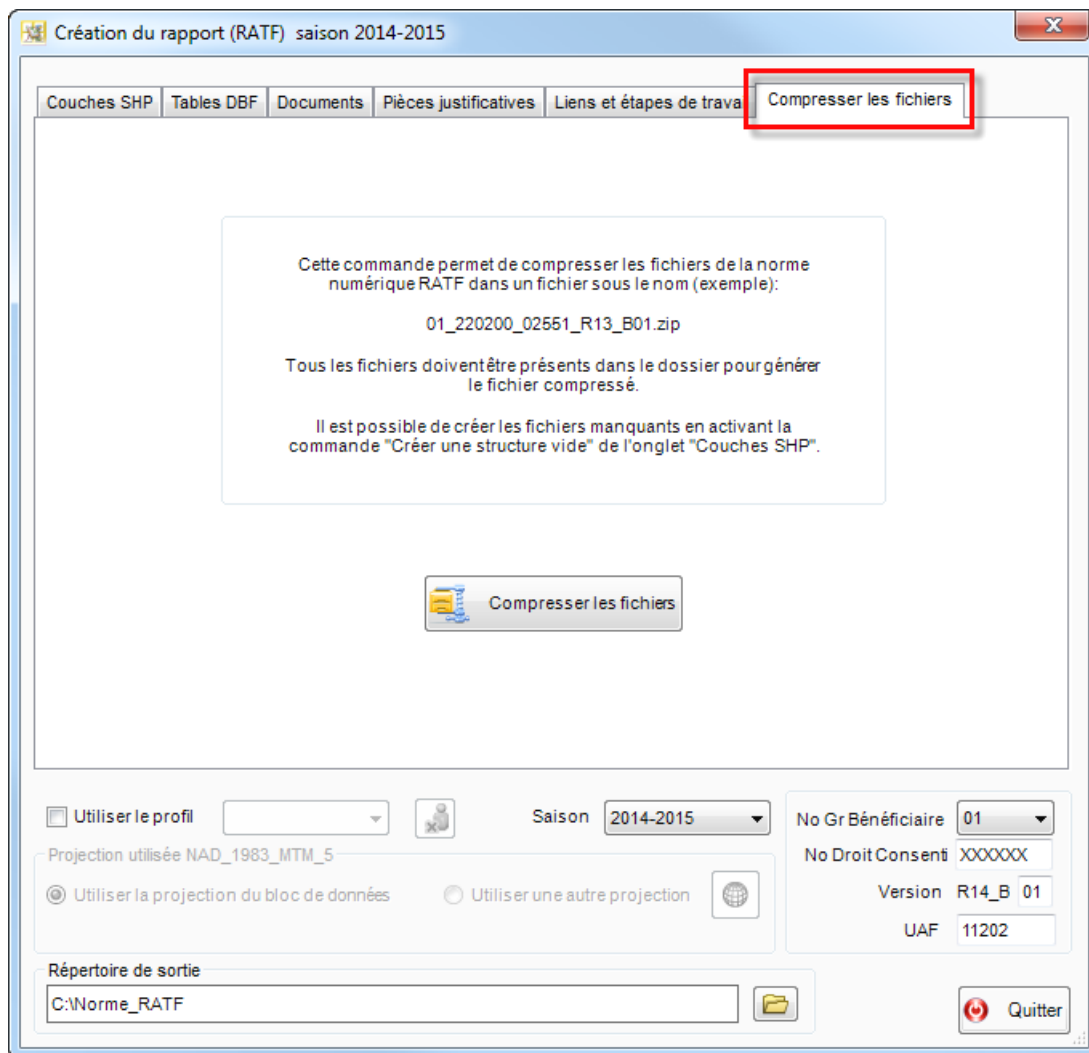 Création du rapport (RATF) saison 2014-2015
Couches SHP Tables DBF Documents Pièces justificatives Liens et étapes de trava Compresser les fichiers
Cette commande permet de compresser les fichiers de la norme
numérique RATF dans un fichier sous le nom (exemple):
01_220200_02551_R13_B01.zip
Tous les fichiers doivent être présents dans le dossier pour générer
le fichier compressé.
Il est possible de créer les fichiers manquants en activant la
commande "Créer une structure vide" de l'onglet "Couches SHP".
Compresser les fichiers
Utiliser le profil Saison 2014-2015 No Gr Bénéficiaire 01
Projection utilisée NAD_1983_MTM_5 No Droit Consenti XXXXXX
Utiliser la projection du bloc de données Utiliser une autre projection Version R14_B 01
UAF 11202
Répertoire de sortie
C:\Norme_RATF
Quitter